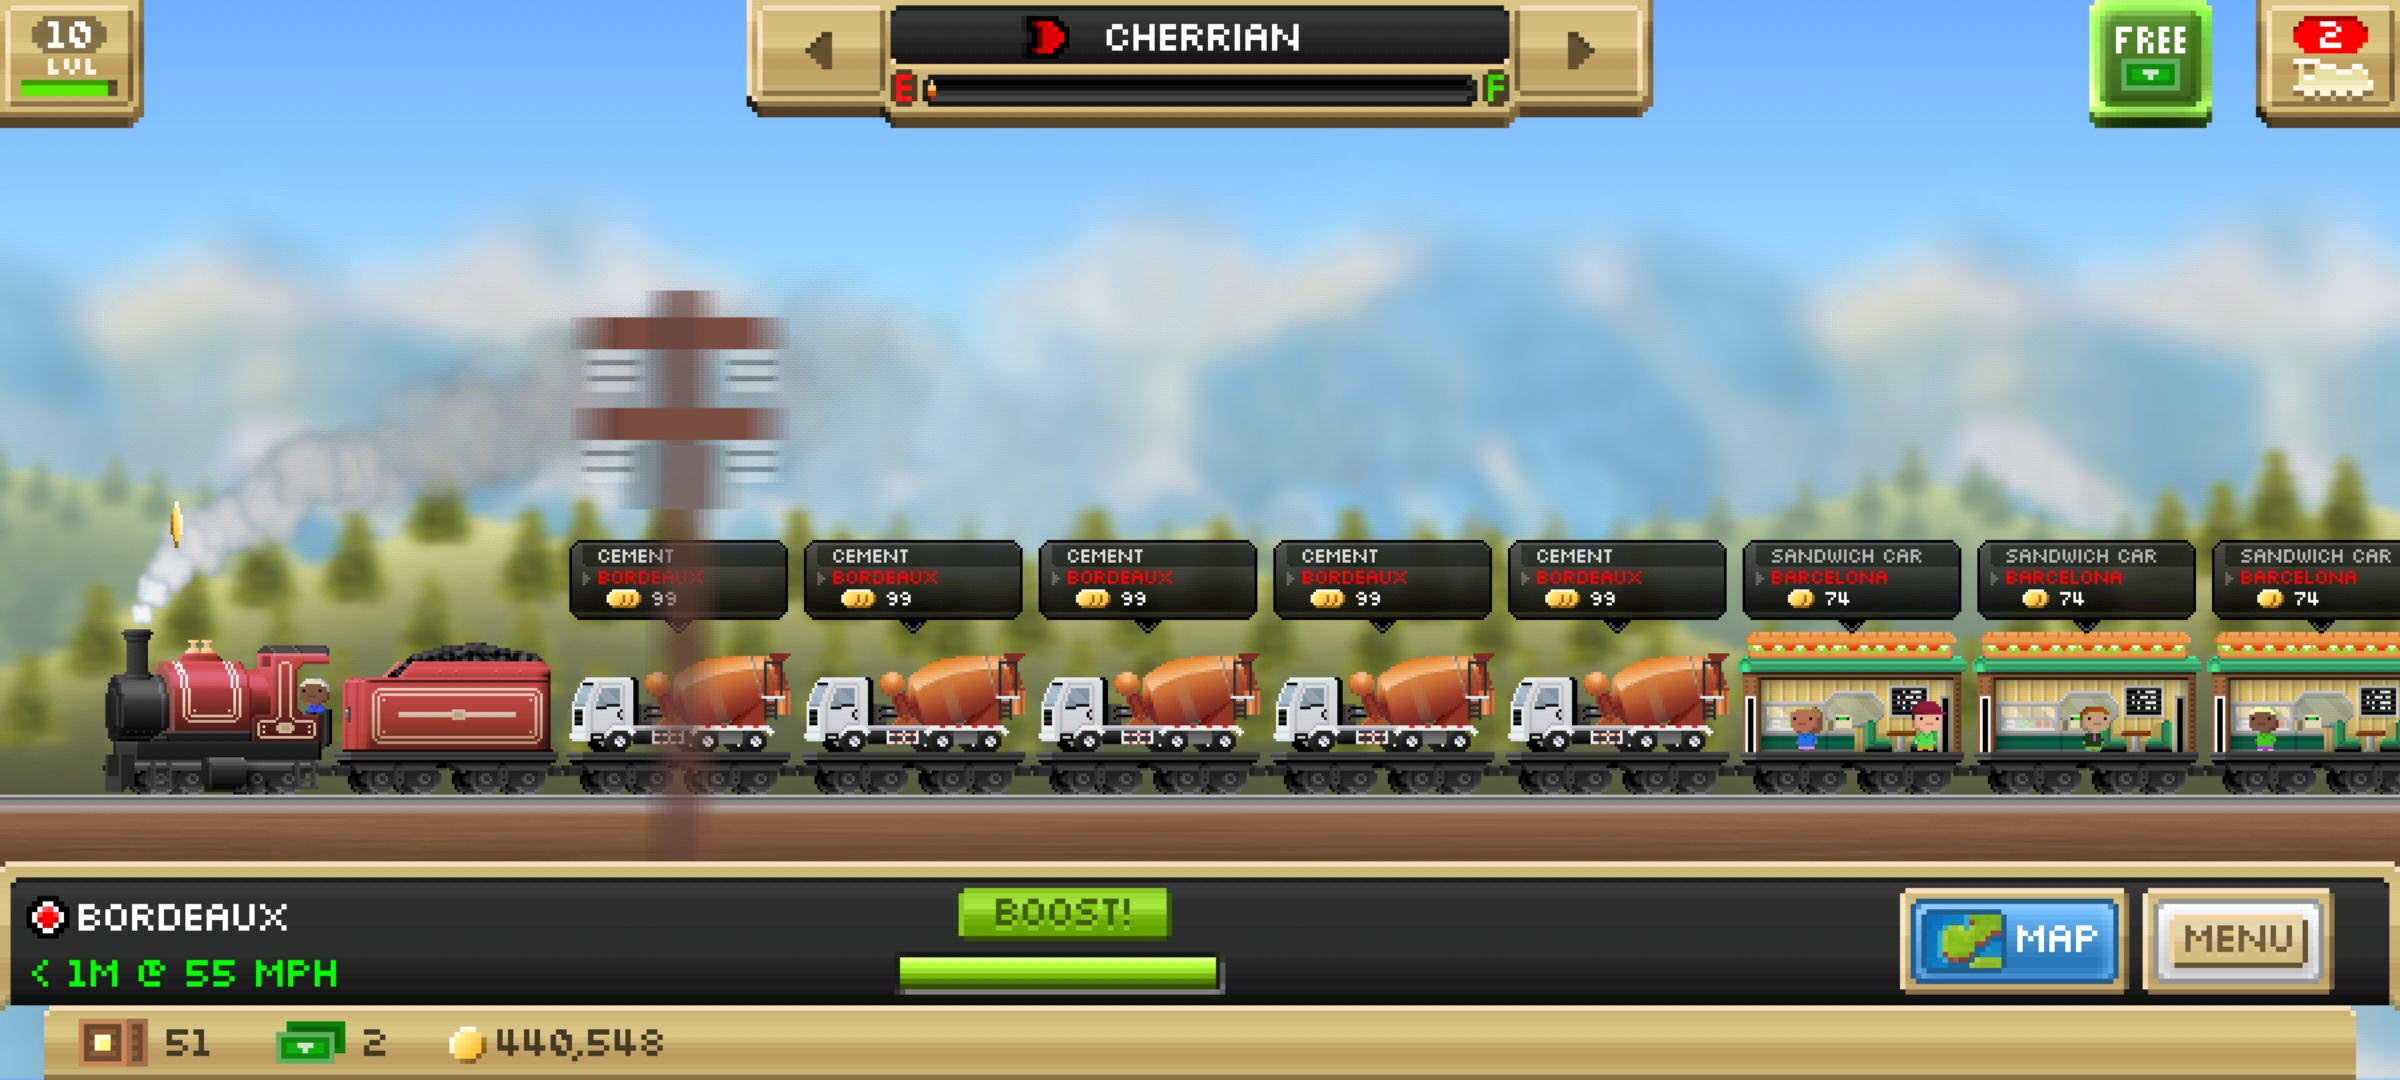 10
LVL
CHERRIAN
E F
FREE
2
CEMENT
BORDEAUX
99
CEMENT
BORDEAUX
99
CEMENT
BORDEAUX
99
CEMENT
BORDEAUX
99
CEMENT
BORDEAUX
99
SANDWICH CAR
BARCELONA
74
SANDWICH CAR
BARCELONA
74
SANDWICH CAR
BARCELONA
74
BORDEAUX
< 1M @ 55 MPH
BOOST!
MAP
MENU
51
2
440,548